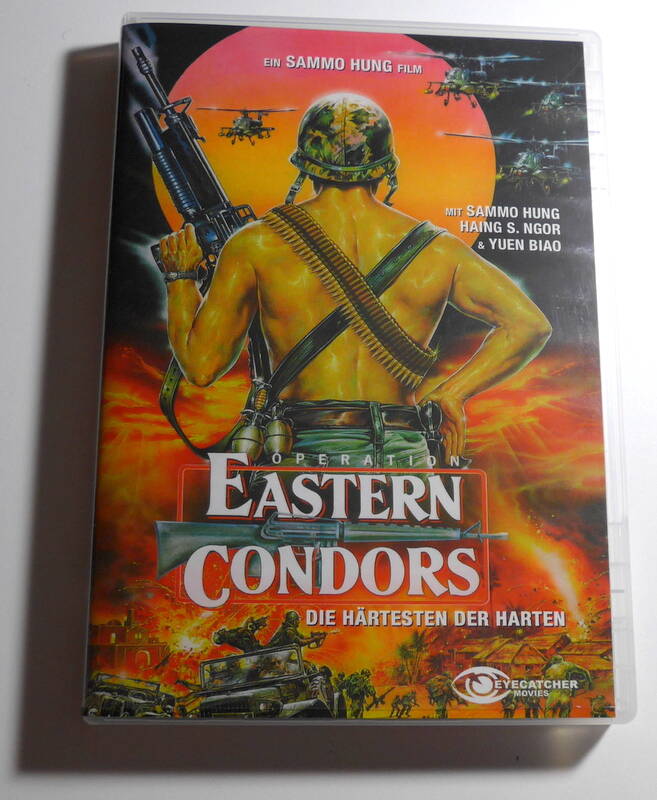 EIN SAMMO HUNG FILM
MIT SAMMO HUNG
HAING S. NGOR
& YUEN BIAO
OPERATION
EASTERN
CONDORS
DIE HÄRTESTEN DER HARTEN
EYECATCHER
MOVIES